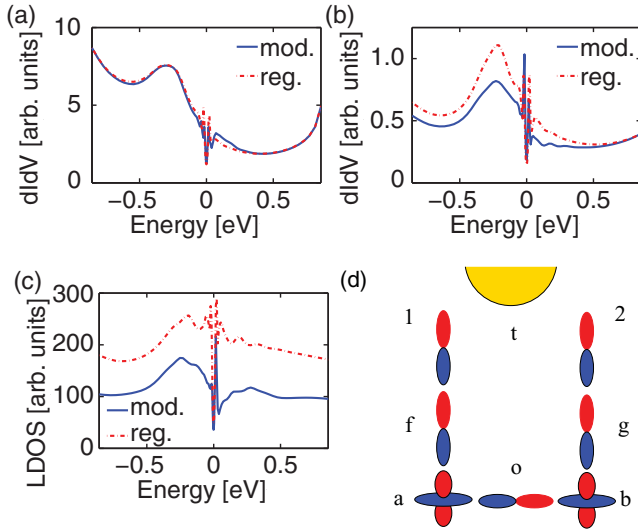 (a)
10
5
0
dIdV [arb. units]
mod.
reg.
−0.5
0
0.5
Energy [eV]
(b)
1.0
0.5
0
dIdV [arb. units]
mod.
reg.
−0.5
0
0.5
Energy [eV]
(c)
300
200
100
0
LDOS [arb. units]
mod.
reg.
−0.5
0
0.5
Energy [eV]
(d)
1
2
t
f
g
o
a
b